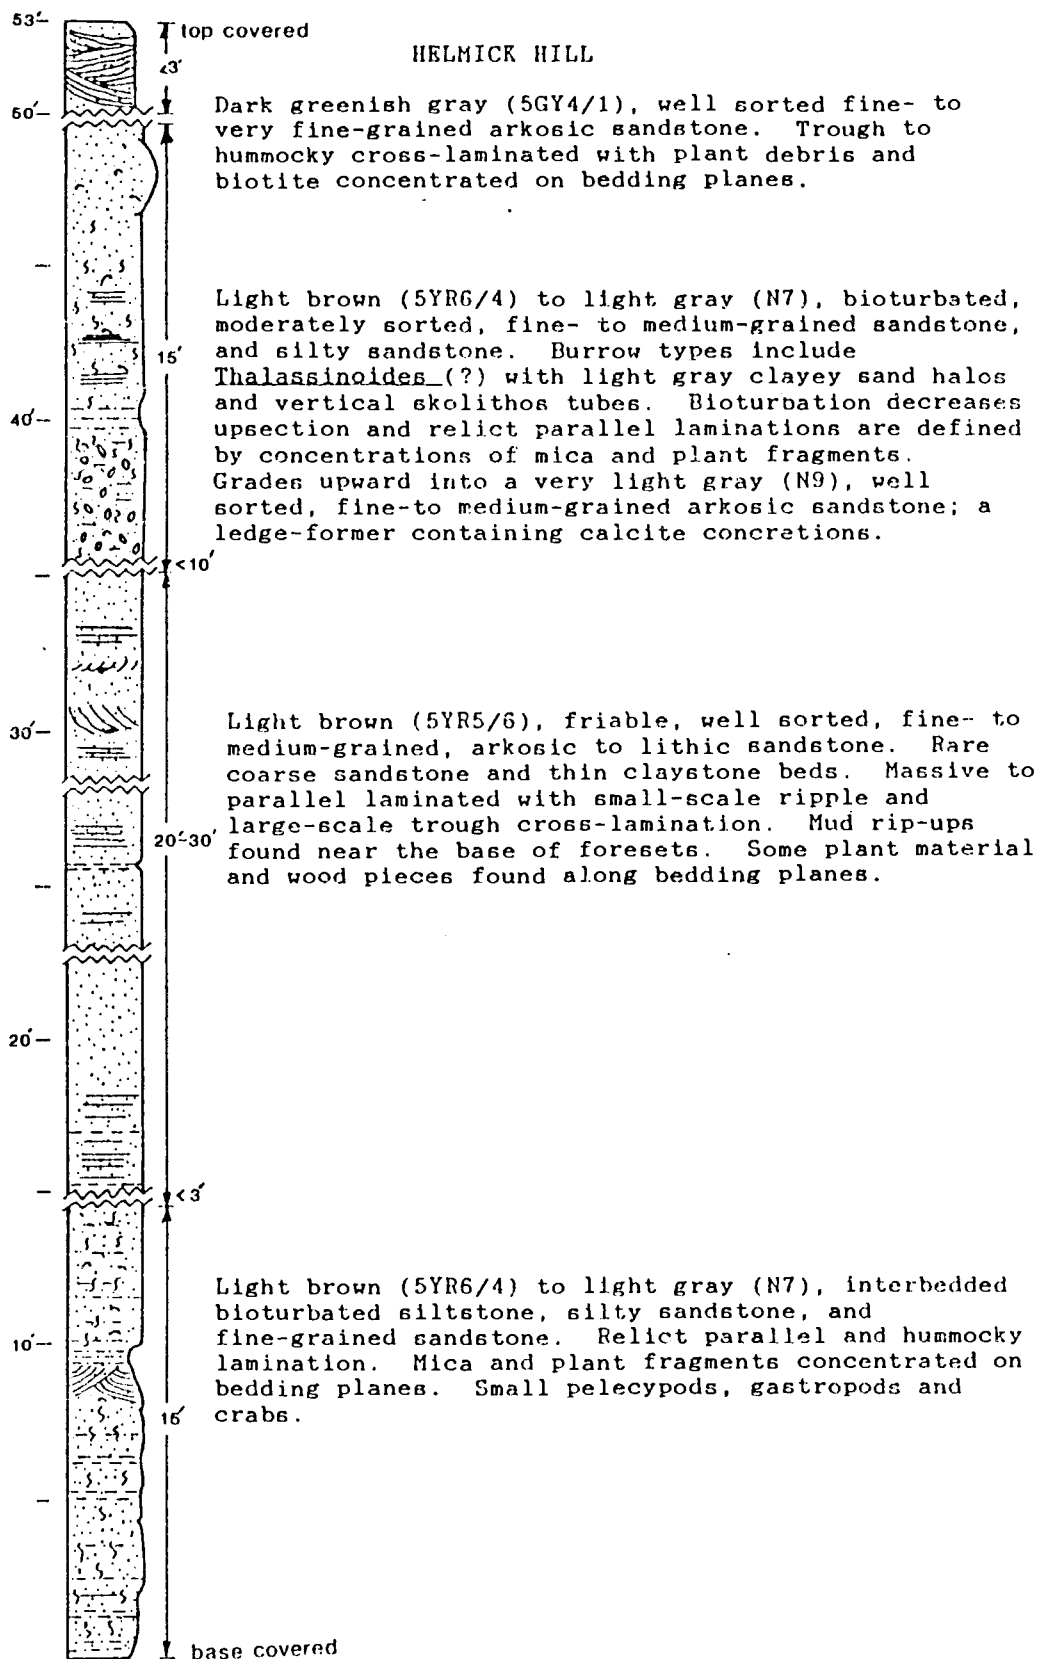 53'
top covered
HELMICK HILL
<3'
50'
Dark greenish gray (5GY4/1), well sorted fine- to
very fine-grained arkosic sandstone. Trough to
hummocky cross-laminated with plant debris and
biotite concentrated on bedding planes.
Light brown (5YR6/4) to light gray (N7), bioturbated,
moderately sorted, fine- to medium-grained sandstone,
and silty sandstone. Burrow types include
Thalassinoides (?) with light gray clayey sand halos
and vertical skolithos tubes. Bioturbation decreases
upsection and relict parallel laminations are defined
by concentrations of mica and plant fragments.
Grades upward into a very light gray (N9), well
sorted, fine-to medium-grained arkosic sandstone; a
ledge-former containing calcite concretions.
15'
40'
<10'
30'
Light brown (5YR5/6), friable, well sorted, fine- to
medium-grained, arkosic to lithic sandstone. Rare
coarse sandstone and thin claystone beds. Massive to
parallel laminated with small-scale ripple and
large-scale trough cross-lamination. Mud rip-ups
found near the base of foresets. Some plant material
and wood pieces found along bedding planes.
20-30'
20'
<3'
Light brown (5YR6/4) to light gray (N7), interbedded
bioturbated siltstone, silty sandstone, and
fine-grained sandstone. Relict parallel and hummocky
lamination. Mica and plant fragments concentrated on
bedding planes. Small pelecypods, gastropods and
crabs.
10'
15'
base covered